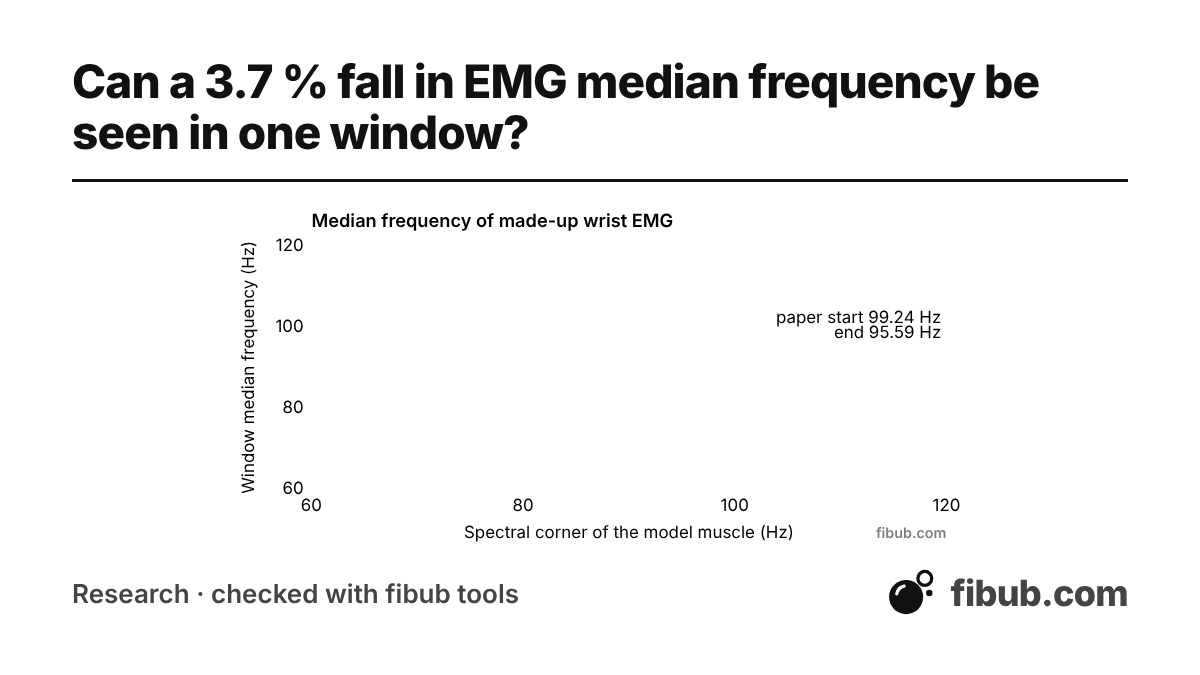 Can a 3.7 % fall in EMG median frequency be
seen in one window?
Median frequency of made-up wrist EMG
Window median frequency (Hz)
120
100
80
60
paper start 99.24 Hz
end 95.59 Hz
60 80 100 120
Spectral corner of the model muscle (Hz)
fibub.com
Research · checked with fibub tools
fibub.com